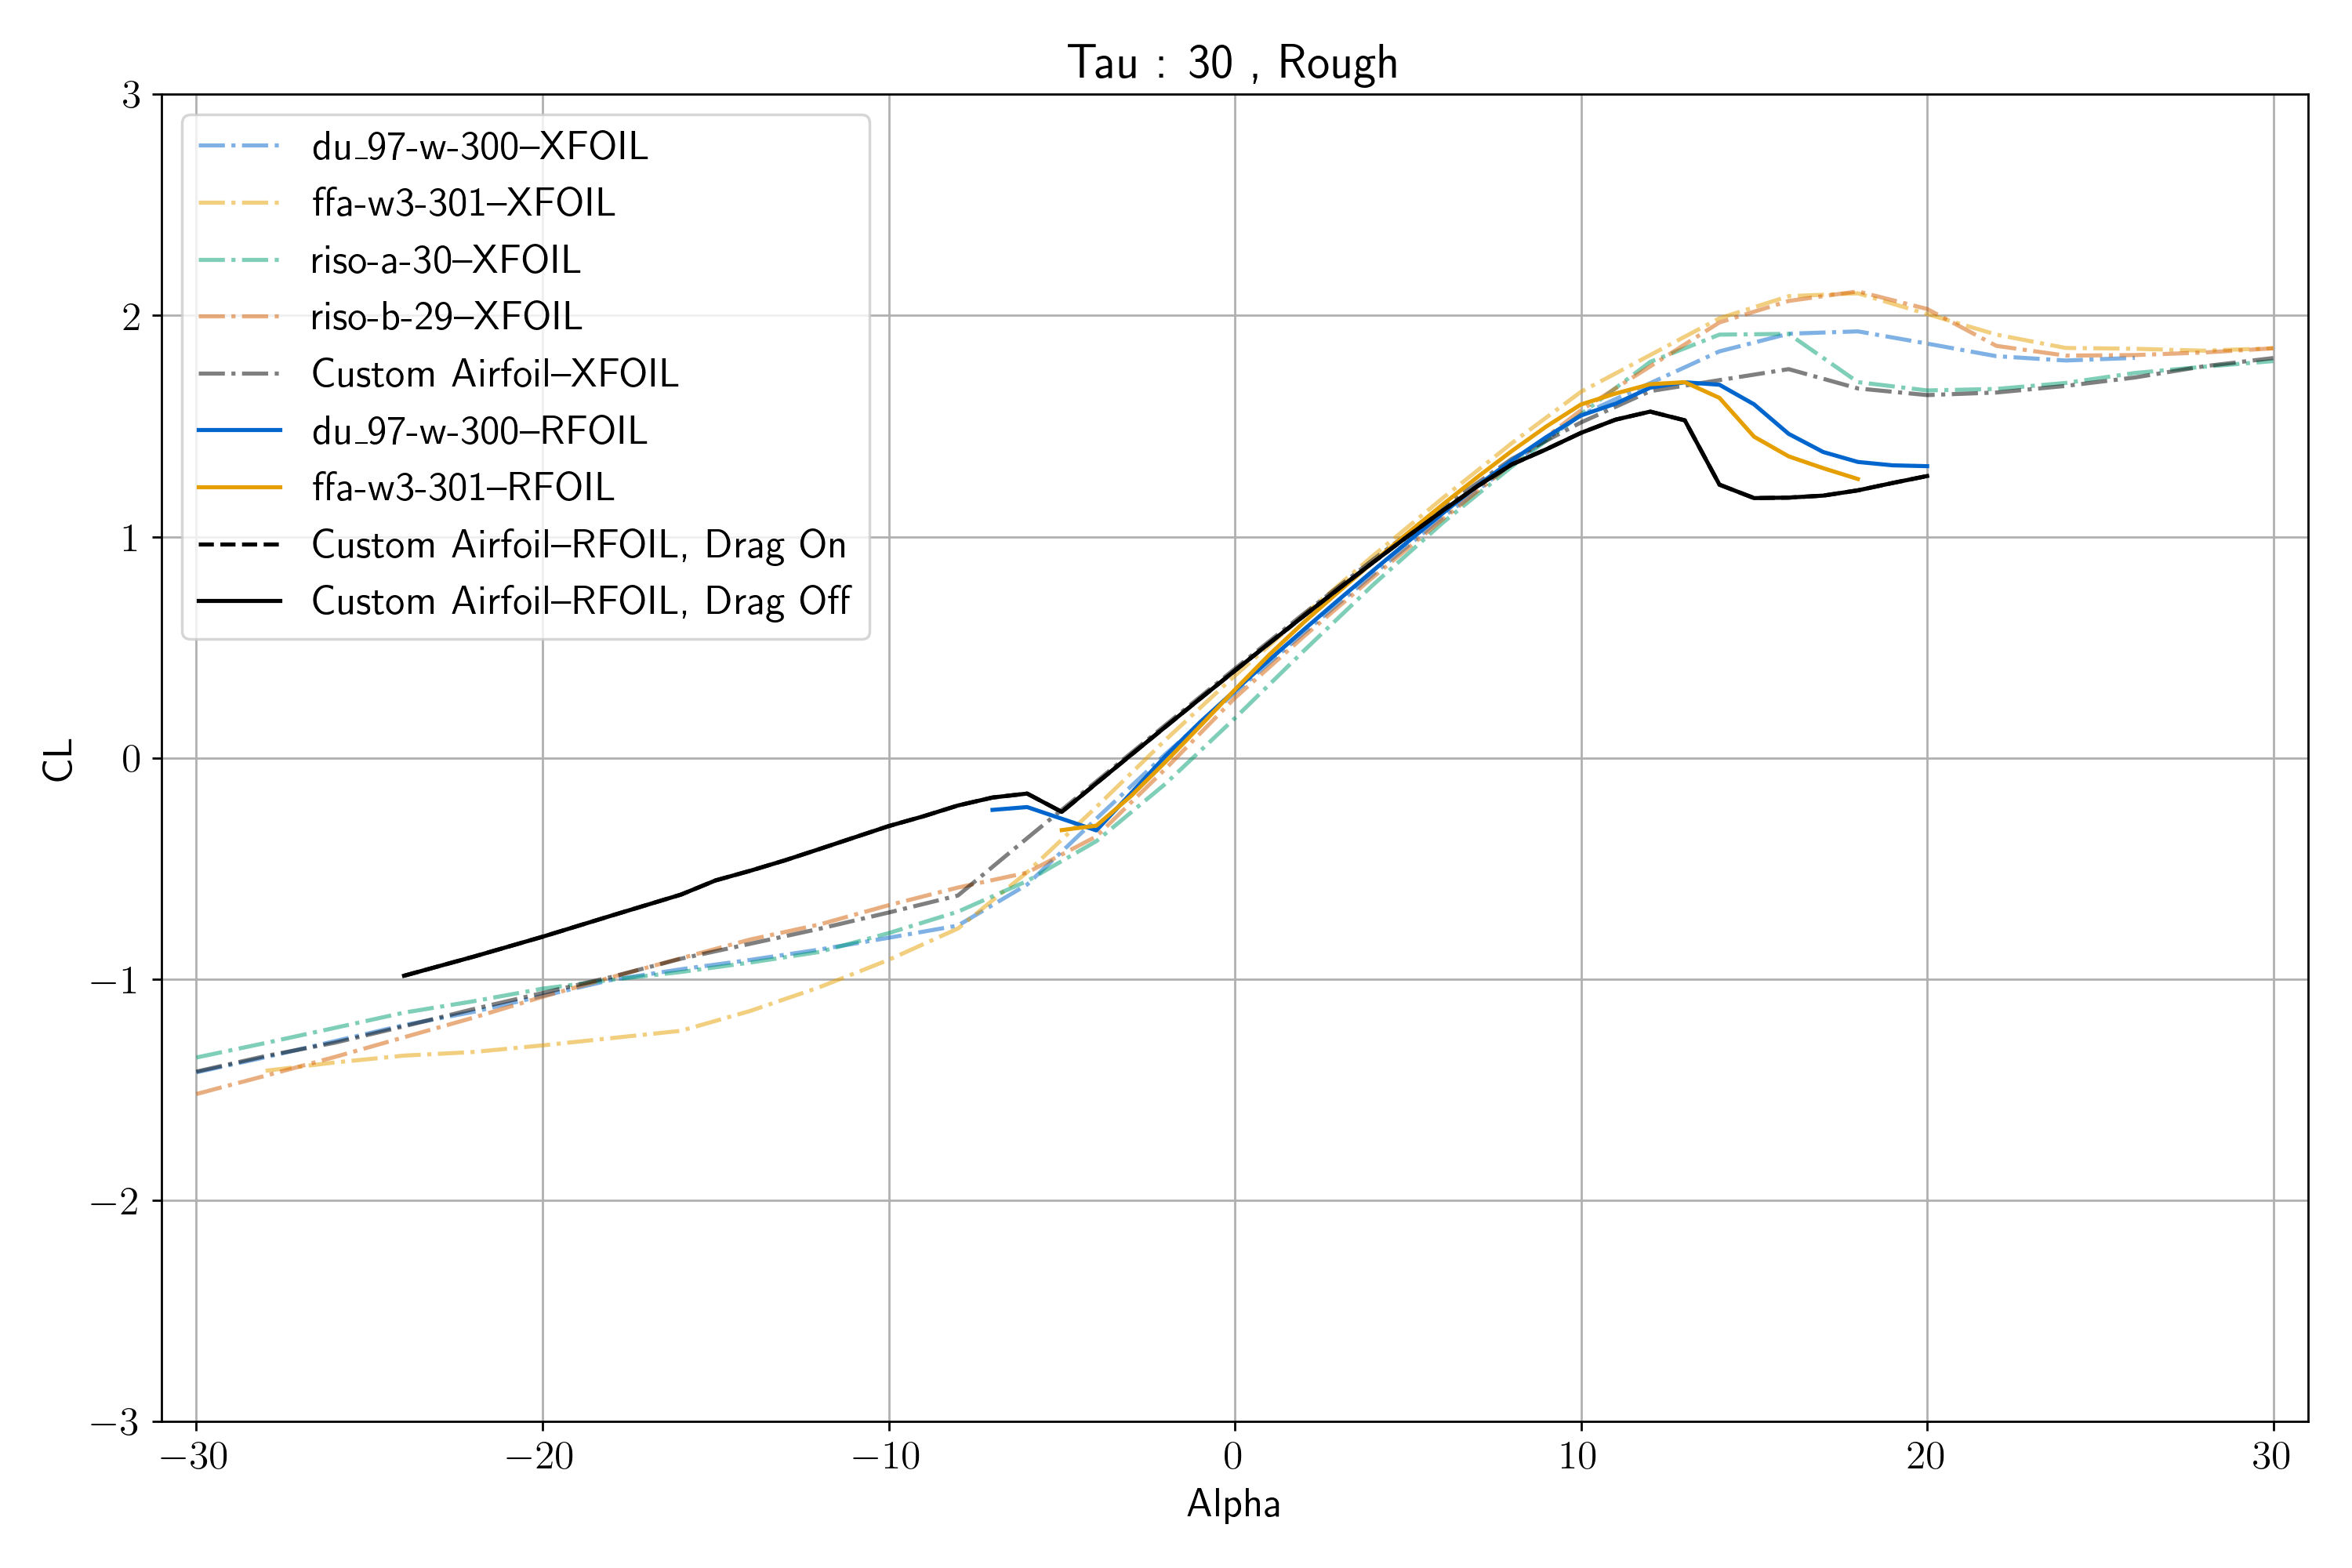 Tau : 30 , Rough
3
2
1
0
−1
−2
−3
CL
du_97-w-300–XFOIL
ffa-w3-301–XFOIL
riso-a-30–XFOIL
riso-b-29–XFOIL
Custom Airfoil–XFOIL
du_97-w-300–RFOIL
ffa-w3-301–RFOIL
Custom Airfoil–RFOIL, Drag On
Custom Airfoil–RFOIL, Drag Off
−30 −20 −10 0 10 20 30
Alpha